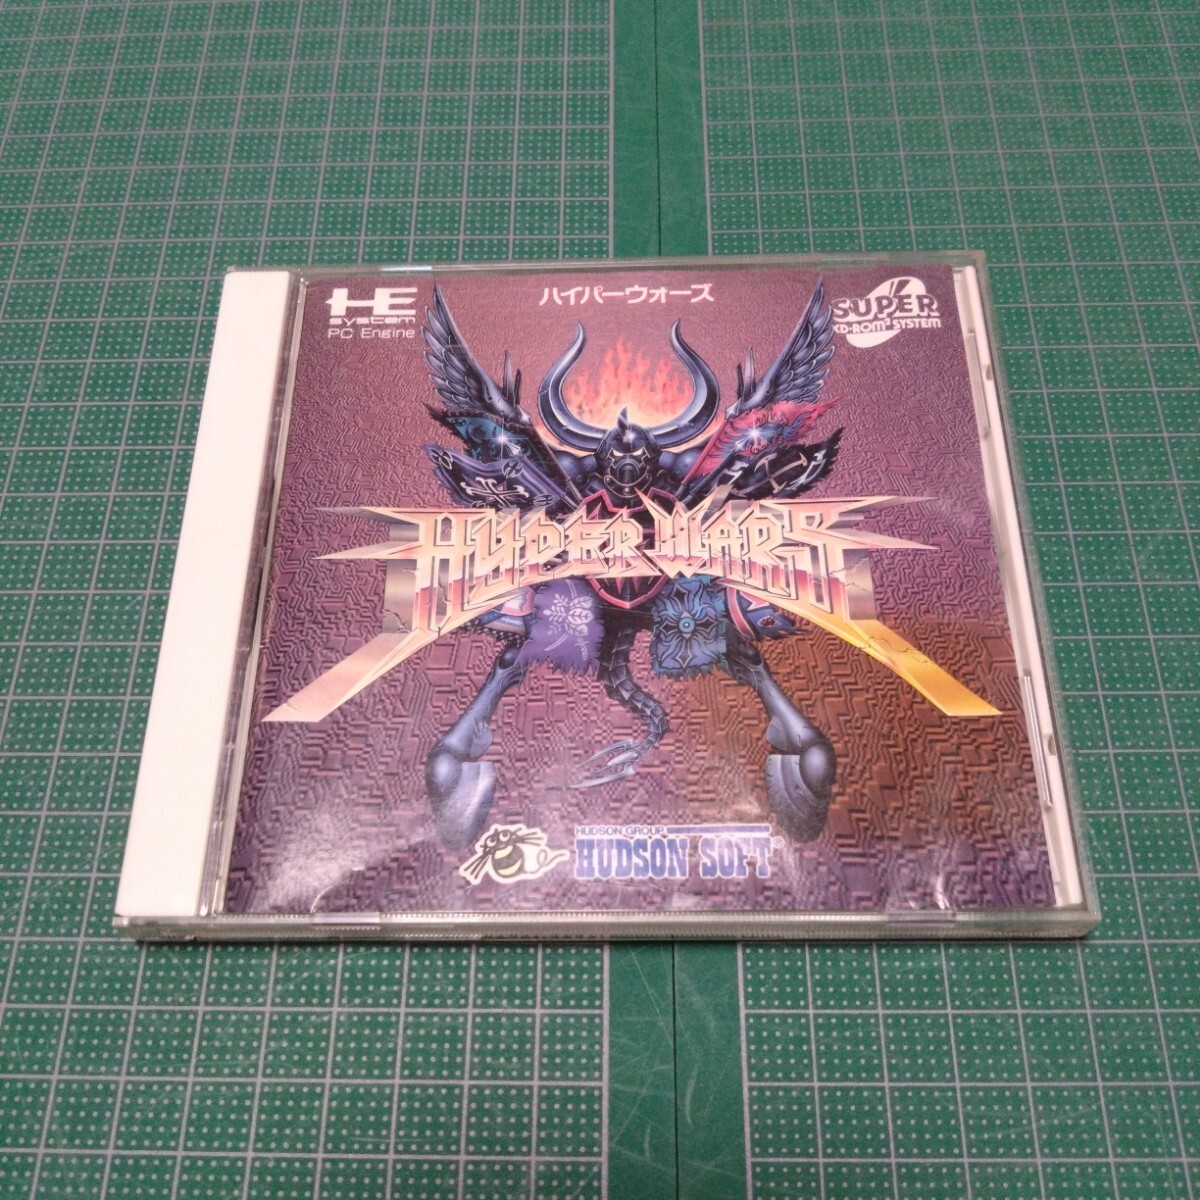 HE
system
PC Engine
ハイパーウォーズ
SUPER
CD-ROM² SYSTEM
HYPER WARS
HUDSON GROUP
HUDSON SOFT®